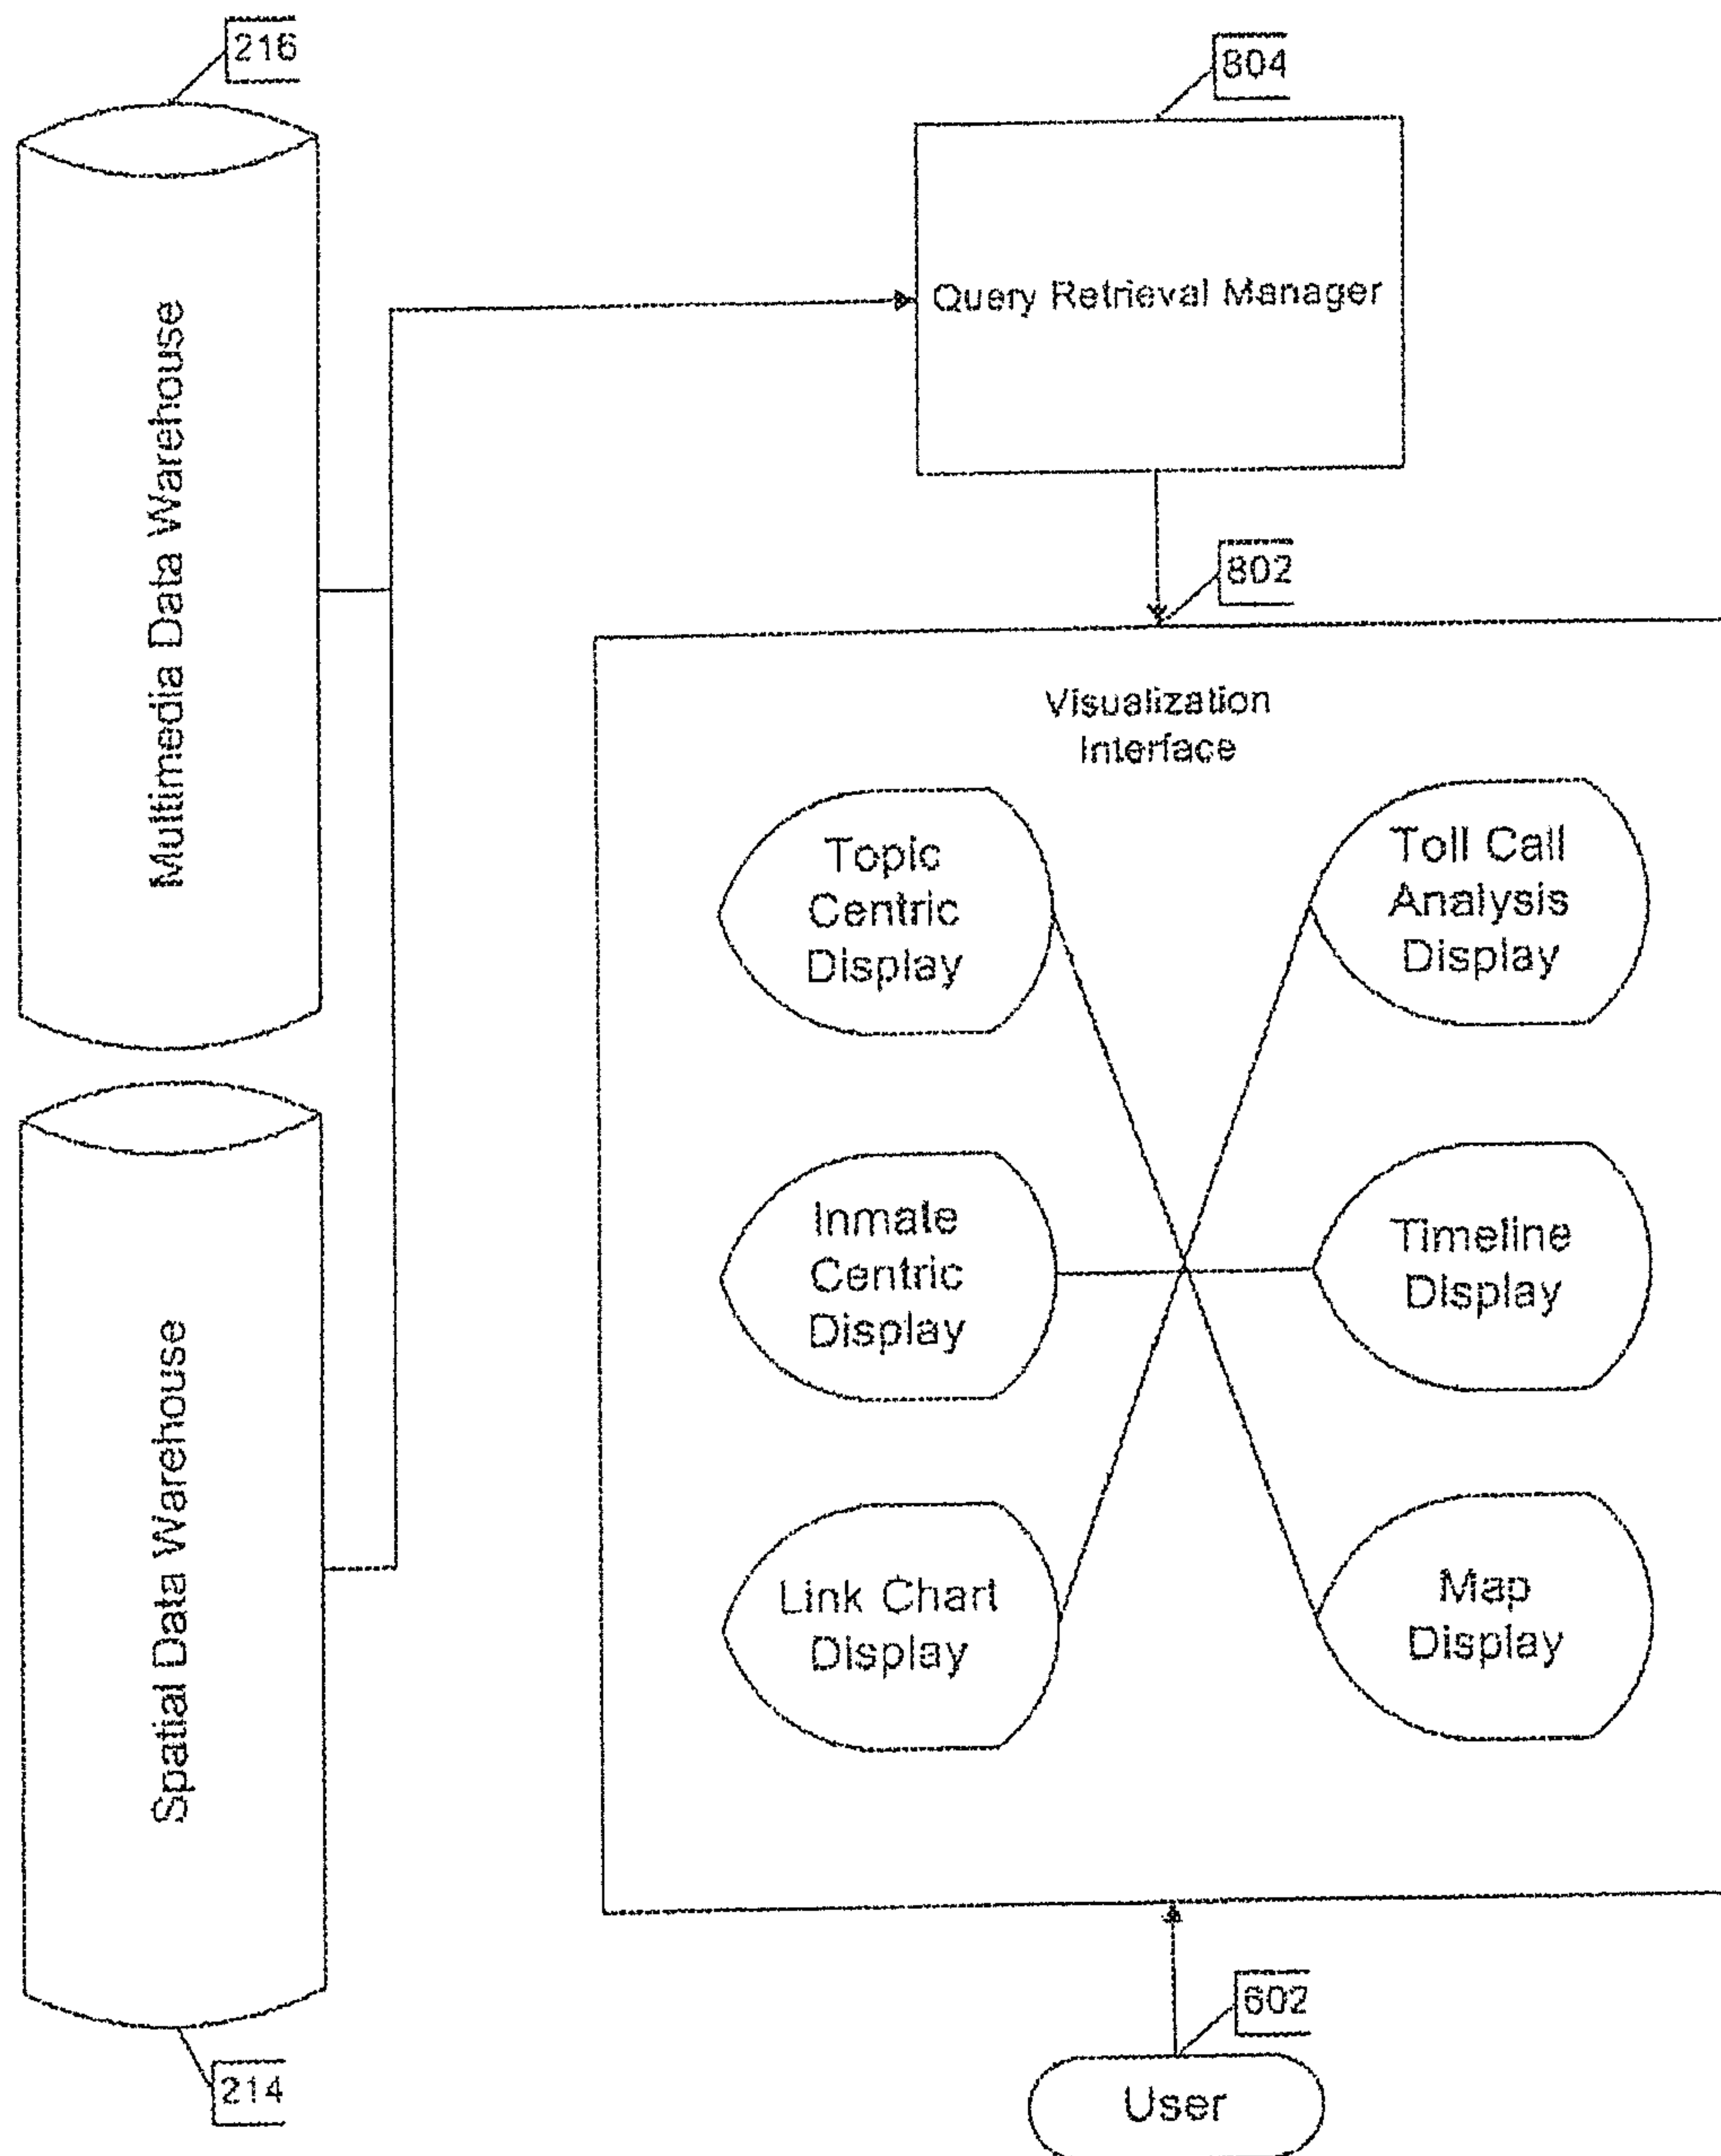 216
804
Multimedia Data Warehouse
Query Retrieval Manager
802
Visualization
Interface
Topic
Centric
Display
Toll Call
Analysis
Display
Inmate
Centric
Display
Timeline
Display
Spatial Data Warehouse
Link Chart
Display
Map
Display
602
214
User